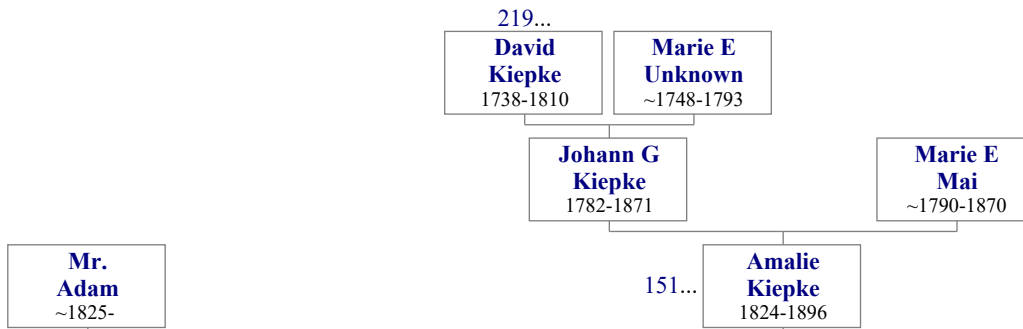 219...
David
Kiepke
1738-1810
Marie E
Unknown
~1748-1793
Johann G
Kiepke
1782-1871
Marie E
Mai
~1790-1870
Mr.
Adam
~1825-
151...
Amalie
Kiepke
1824-1896